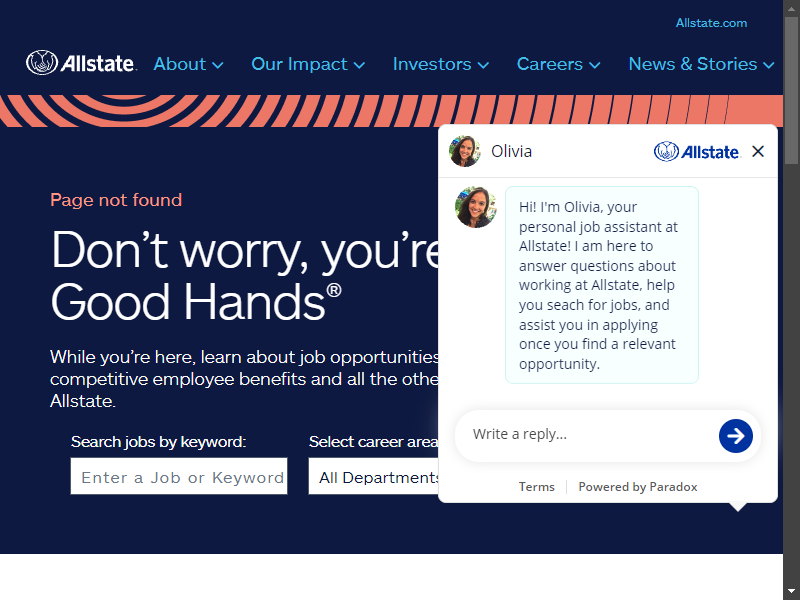 Allstate.com
Allstate.
About
Our Impact
Investors
Careers
News & Stories
Page not found
Don't worry, you're
Good Hands®
While you're here, learn about job opportunities
competitive employee benefits and all the othe
Allstate.
Search jobs by keyword:
Select career area
Enter a Job or Keyword
All Departments
Olivia
Allstate.
Hi! I'm Olivia, your
personal job assistant at
Allstate! I am here to
answer questions about
working at Allstate, help
you seach for jobs, and
assist you in applying
once you find a relevant
opportunity.
Write a reply...
Terms
Powered by Paradox